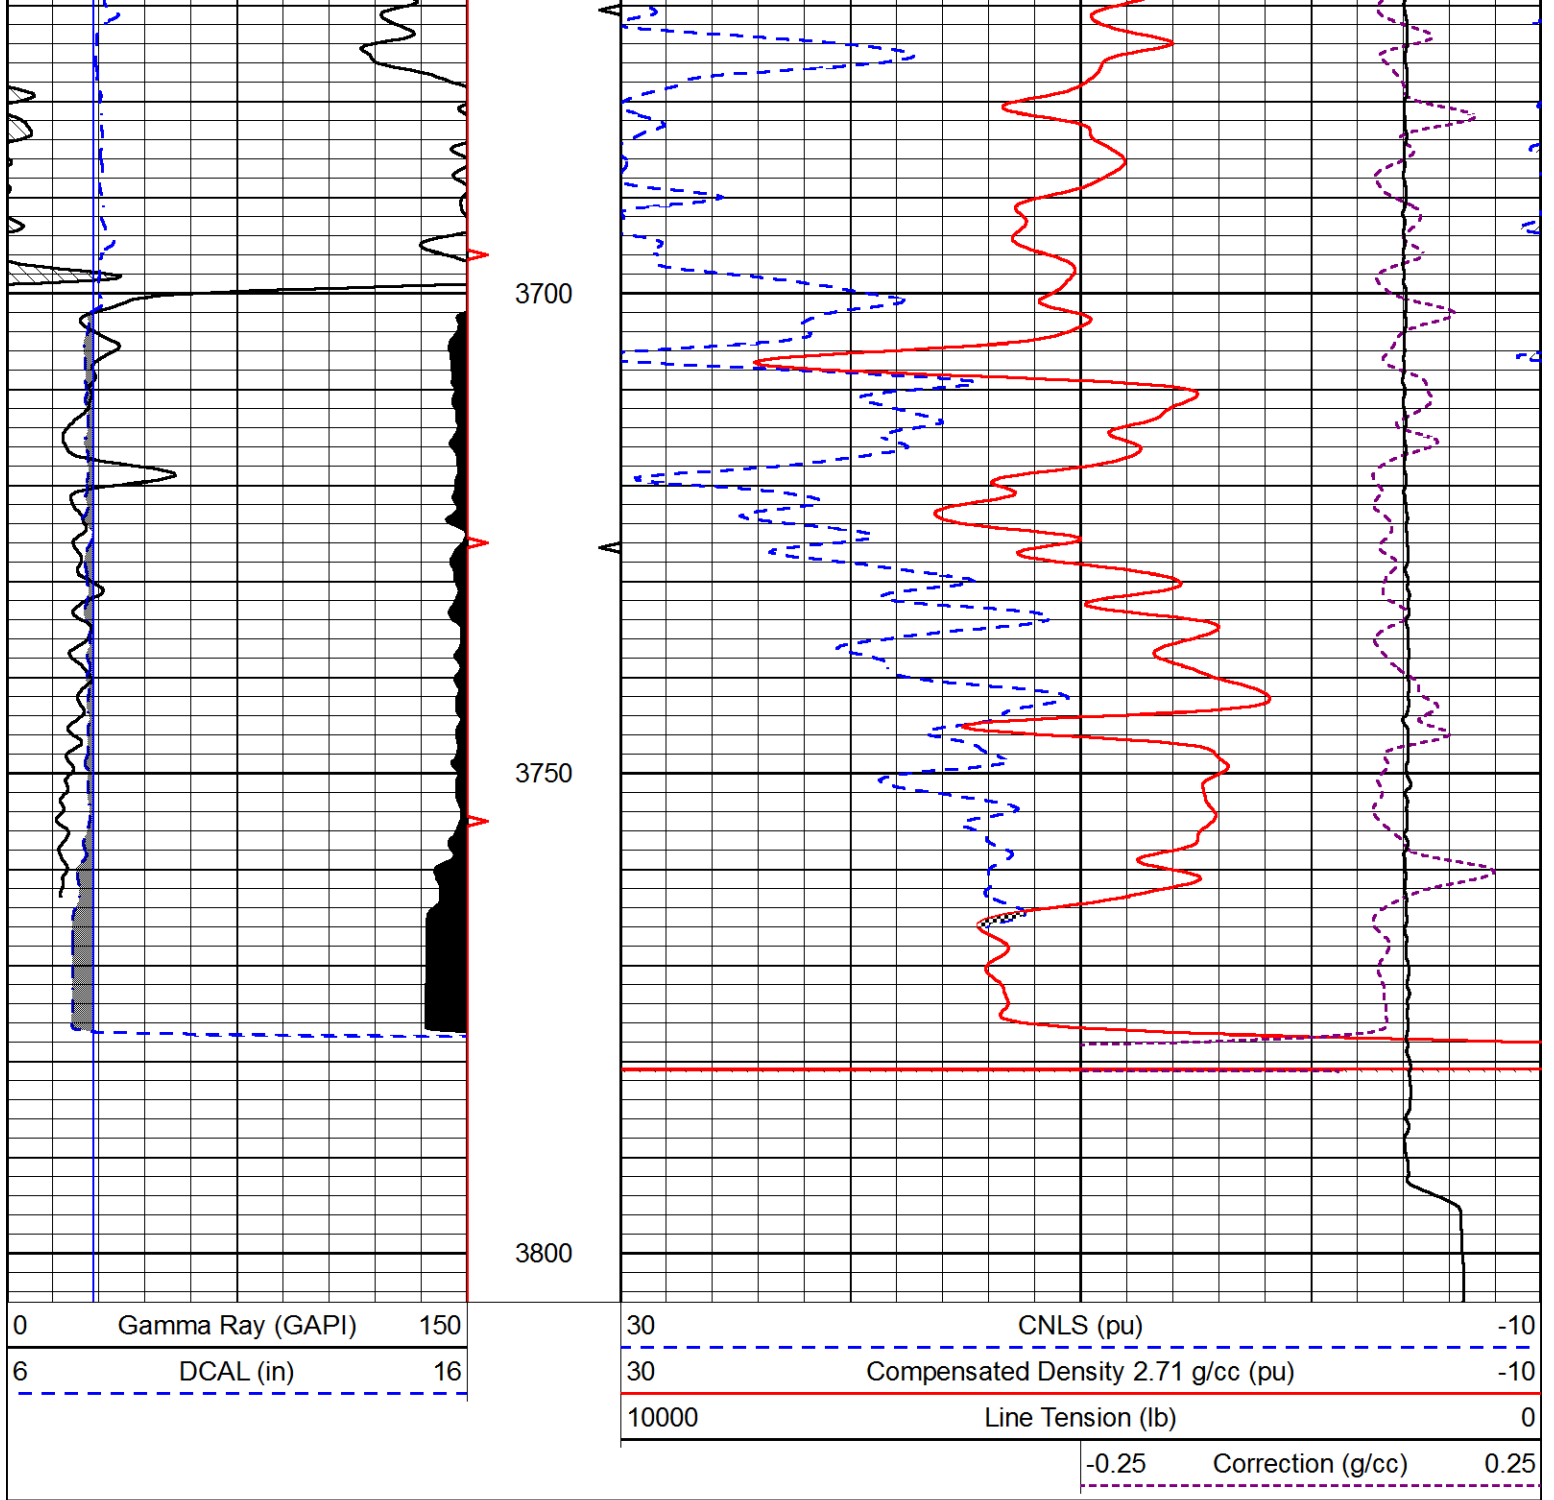 3700
3750
3800
0 Gamma Ray (GAPI) 150
6 DCAL (in) 16
30 CNLS (pu) -10
30 Compensated Density 2.71 g/cc (pu) -10
10000 Line Tension (lb) 0
-0.25 Correction (g/cc) 0.25